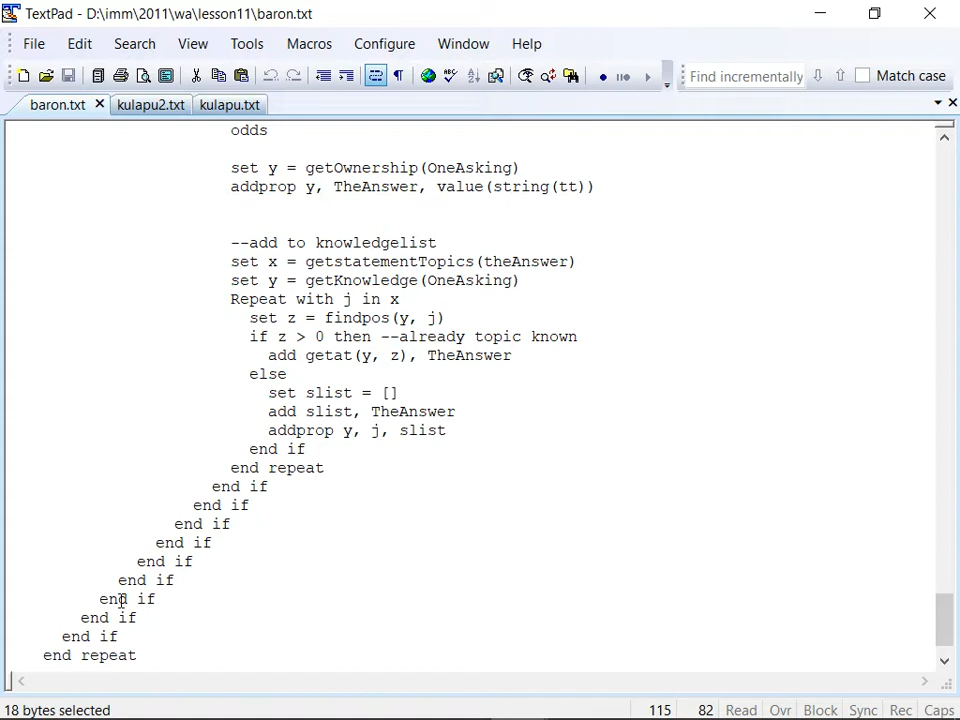 TextPad - D:\imm\2011\wa\lesson11\baron.txt
File Edit Search View Tools Macros Configure Window Help
Find incrementally Match case
baron.txt kulapu2.txt kulapu.txt
odds
set y = getOwnership(OneAsking)
addprop y, TheAnswer, value(string(tt))
--add to knowledgelist
set x = getstatementTopics(theAnswer)
set y = getKnowledge(OneAsking)
Repeat with j in x
set z = findpos(y, j)
if z > 0 then --already topic known
add getat(y, z), TheAnswer
else
set slist = []
add slist, TheAnswer
addprop y, j, slist
end if
end repeat
end if
end if
end if
end if
end if
end if
end if
end if
end if
end repeat
18 bytes selected 115 82 Read Ovr Block Sync Rec Caps